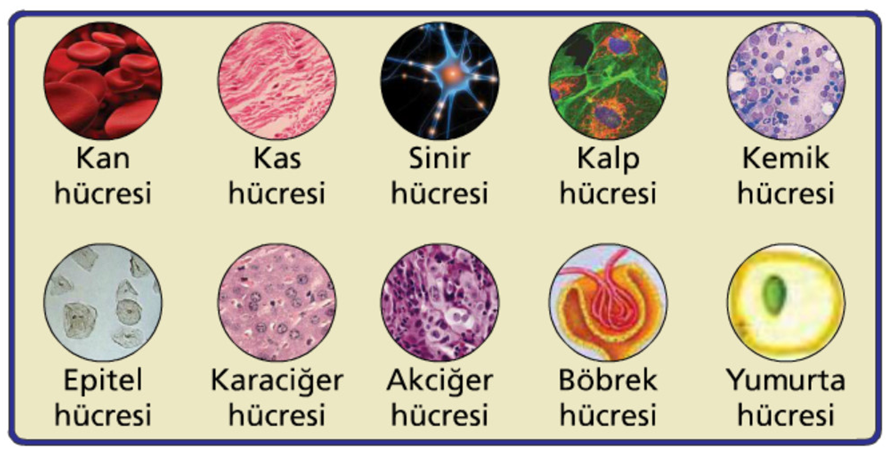 Kan
hücresi
Kas
hücresi
Sinir
hücresi
Kalp
hücresi
Kemik
hücresi
Epitel
hücresi
Karaciğer
hücresi
Akciğer
hücresi
Böbrek
hücresi
Yumurta
hücresi